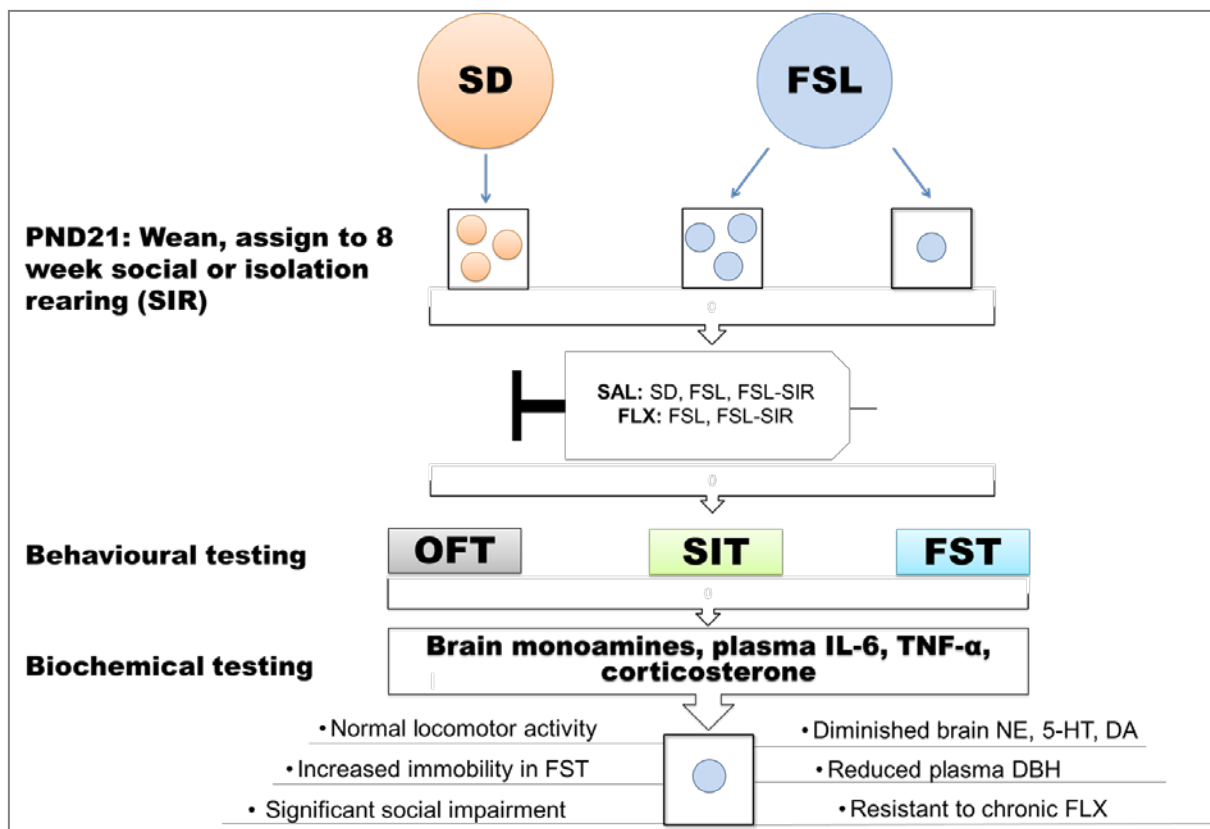 SD
FSL
PND21: Wean, assign to 8
week social or isolation
rearing (SIR)
0
SAL: SD, FSL, FSL-SIR
FLX: FSL, FSL-SIR
0
Behavioural testing
OFT
SIT
FST
0
Biochemical testing
Brain monoamines, plasma IL-6, TNF-α,
corticosterone
• Normal locomotor activity
• Increased immobility in FST
• Significant social impairment
• Diminished brain NE, 5-HT, DA
• Reduced plasma DBH
• Resistant to chronic FLX